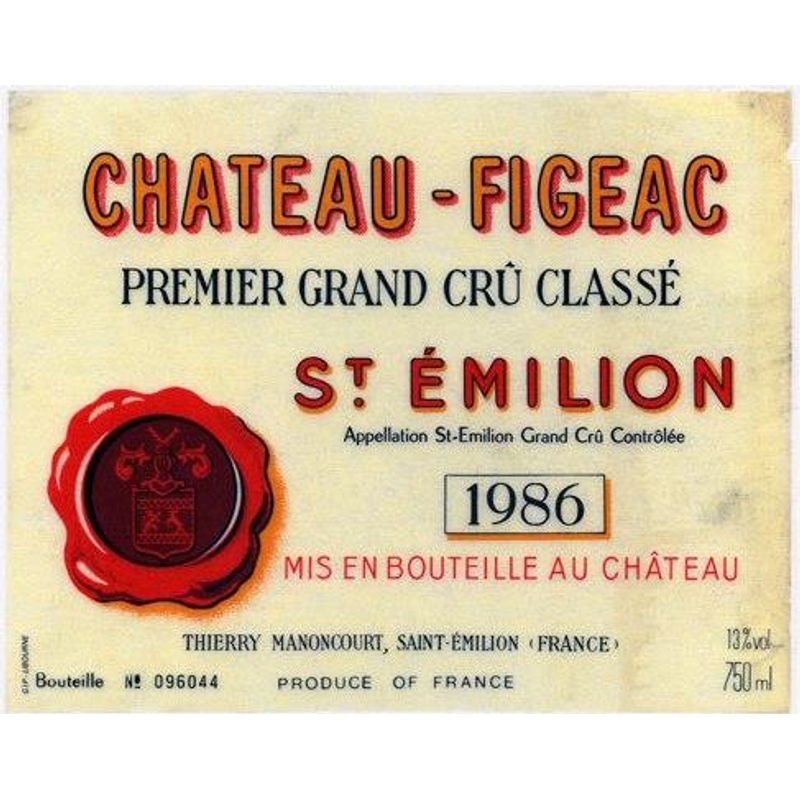 CHATEAU - FIGEAC
PREMIER GRAND CRÛ CLASSÉ
ST ÉMILION
Appellation St-Emilion Grand Crû Contrôlée
1986
MIS EN BOUTEILLE AU CHÂTEAU
THIERRY MANONCOURT, SAINT-ÉMILION (FRANCE)
13%vol
Bouteille Nº 096044 PRODUCE OF FRANCE 750 ml
G.I.P. - LIBOURNE